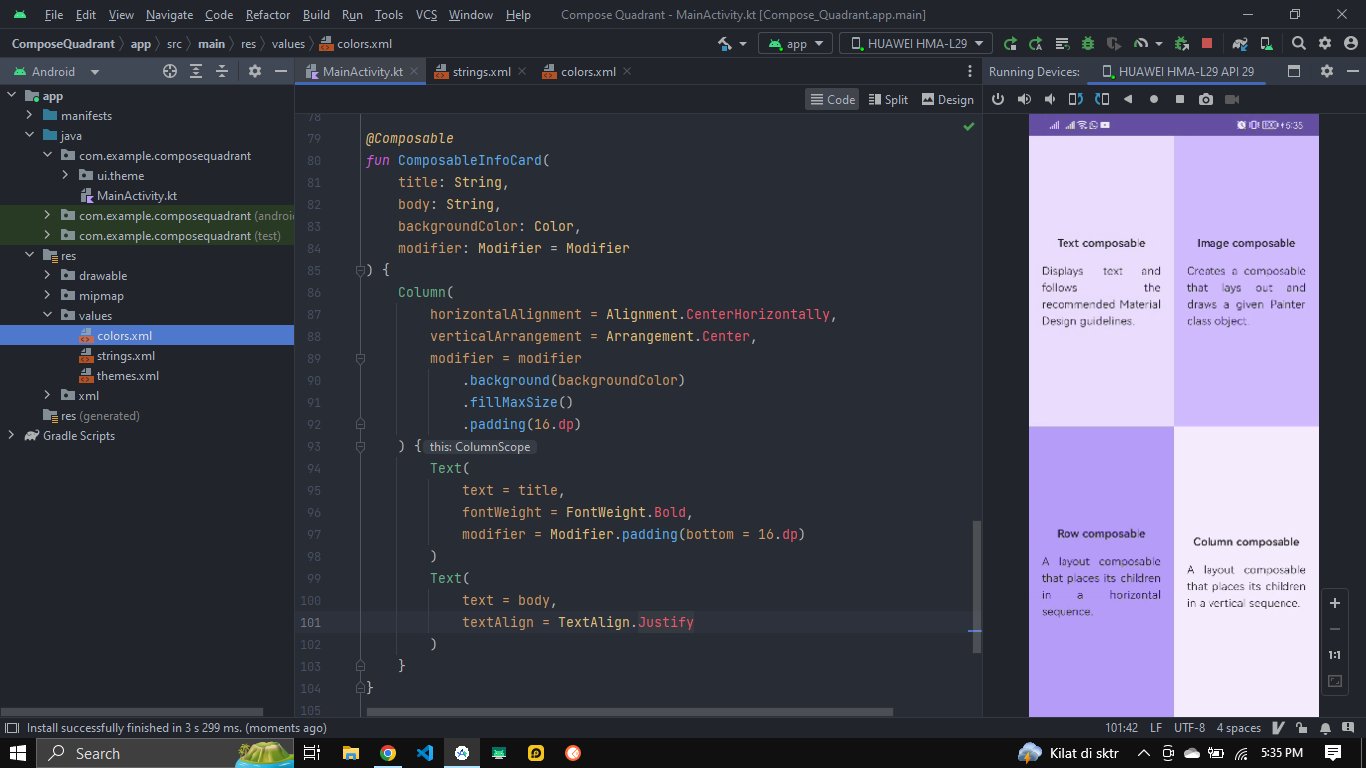 File Edit View Navigate Code Refactor Build Run Tools VCS Window Help Compose Quadrant - MainActivity.kt [Compose_Quadrant.app.main]
ComposeQuadrant app src main res values colors.xml app HUAWEI HMA-L29
Android MainActivity.kt strings.xml colors.xml Running Devices: HUAWEI HMA-L29 API 29
Code Split Design
app
manifests
java
com.example.composequadrant
ui.theme
MainActivity.kt
com.example.composequadrant (androi
com.example.composequadrant (test)
res
drawable
mipmap
values
colors.xml
strings.xml
themes.xml
xml
res (generated)
Gradle Scripts
78
79 @Composable
80 fun ComposableInfoCard(
81 title: String,
82 body: String,
83 backgroundColor: Color,
84 modifier: Modifier = Modifier
85 ) {
86 Column(
87 horizontalAlignment = Alignment.CenterHorizontally,
88 verticalArrangement = Arrangement.Center,
89 modifier = modifier
90 .background(backgroundColor)
91 .fillMaxSize()
92 .padding(16.dp)
93 ) { this: ColumnScope
94 Text(
95 text = title,
96 fontWeight = FontWeight.Bold,
97 modifier = Modifier.padding(bottom = 16.dp)
98 )
99 Text(
100 text = body,
101 textAlign = TextAlign.Justify
102 )
103 }
104 }
105
5:35
Text composable
Displays text and
follows the
recommended Material
Design guidelines.
Image composable
Creates a composable
that lays out and
draws a given Painter
class object.
Row composable
A layout composable
that places its children
in a horizontal
sequence.
Column composable
A layout composable
that places its children
in a vertical sequence.
1:1
Install successfully finished in 3 s 299 ms. (moments ago) 101:42 LF UTF-8 4 spaces
Search Kilat di sktr 5:35 PM